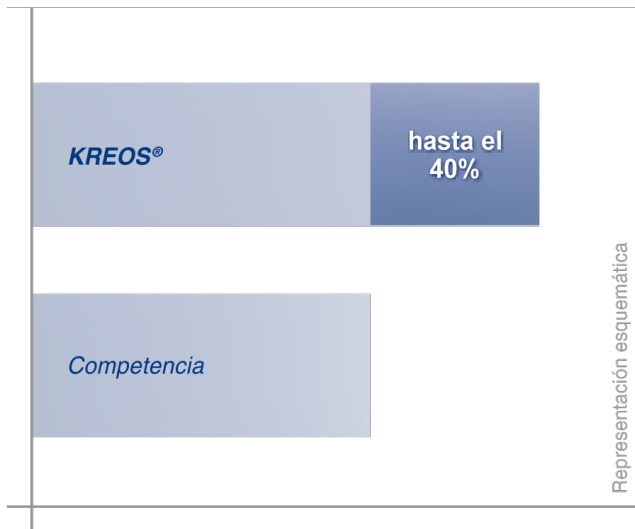 KREOS®
hasta el
40%
Competencia
Representación esquemática